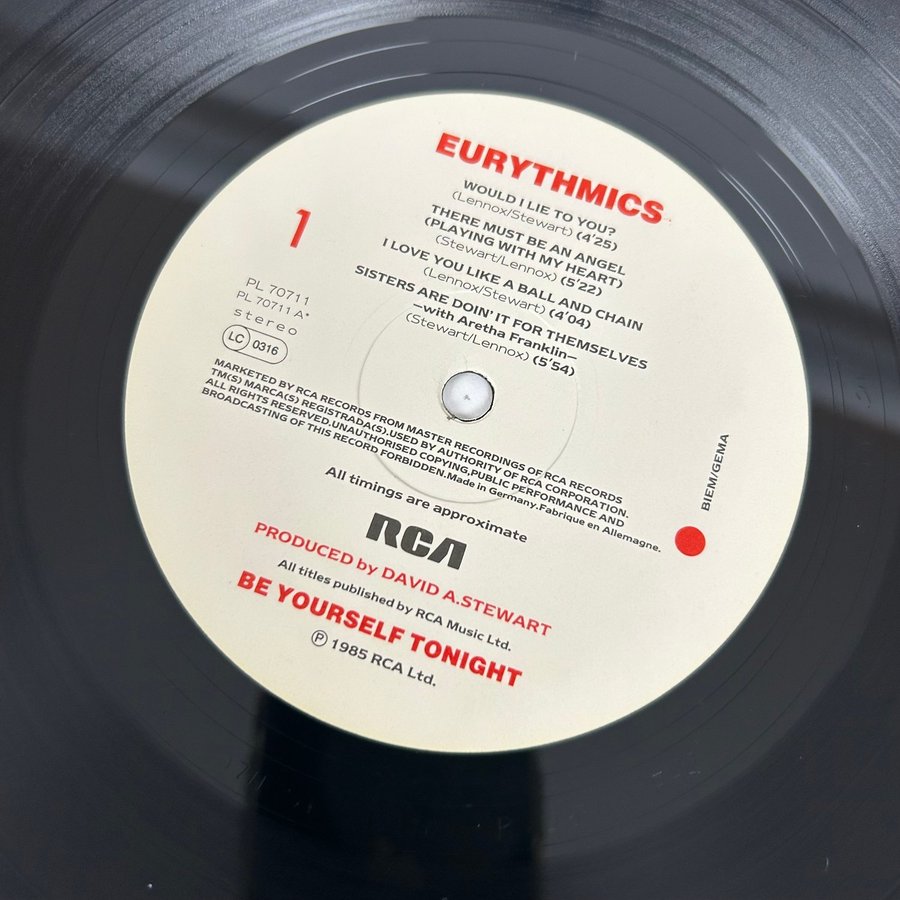 EURYTHMICS
WOULD I LIE TO YOU?
(Lennox/Stewart) (4'25)
THERE MUST BE AN ANGEL
(PLAYING WITH MY HEART)
(Stewart/Lennox) (5'22)
I LOVE YOU LIKE A BALL AND CHAIN
(Lennox/Stewart) (4'04)
SISTERS ARE DOIN' IT FOR THEMSELVES
—with Aretha Franklin—
(Stewart/Lennox) (5'54)
1
PL 70711
PL 70711 A*
stereo
LC 0316
MARKETED BY RCA RECORDS FROM MASTER RECORDINGS OF RCA RECORDS
TM(S) MARCA(S) REGISTRADA(S).USED BY AUTHORITY OF RCA CORPORATION.
ALL RIGHTS RESERVED.UNAUTHORISED COPYING,PUBLIC PERFORMANCE AND
BROADCASTING OF THIS RECORD FORBIDDEN.Made in Germany.Fabrique en Allemagne.
BIEM/GEMA
All timings are approximate
RCA
PRODUCED by DAVID A.STEWART
All titles published by RCA Music Ltd.
BE YOURSELF TONIGHT
℗ 1985 RCA Ltd.